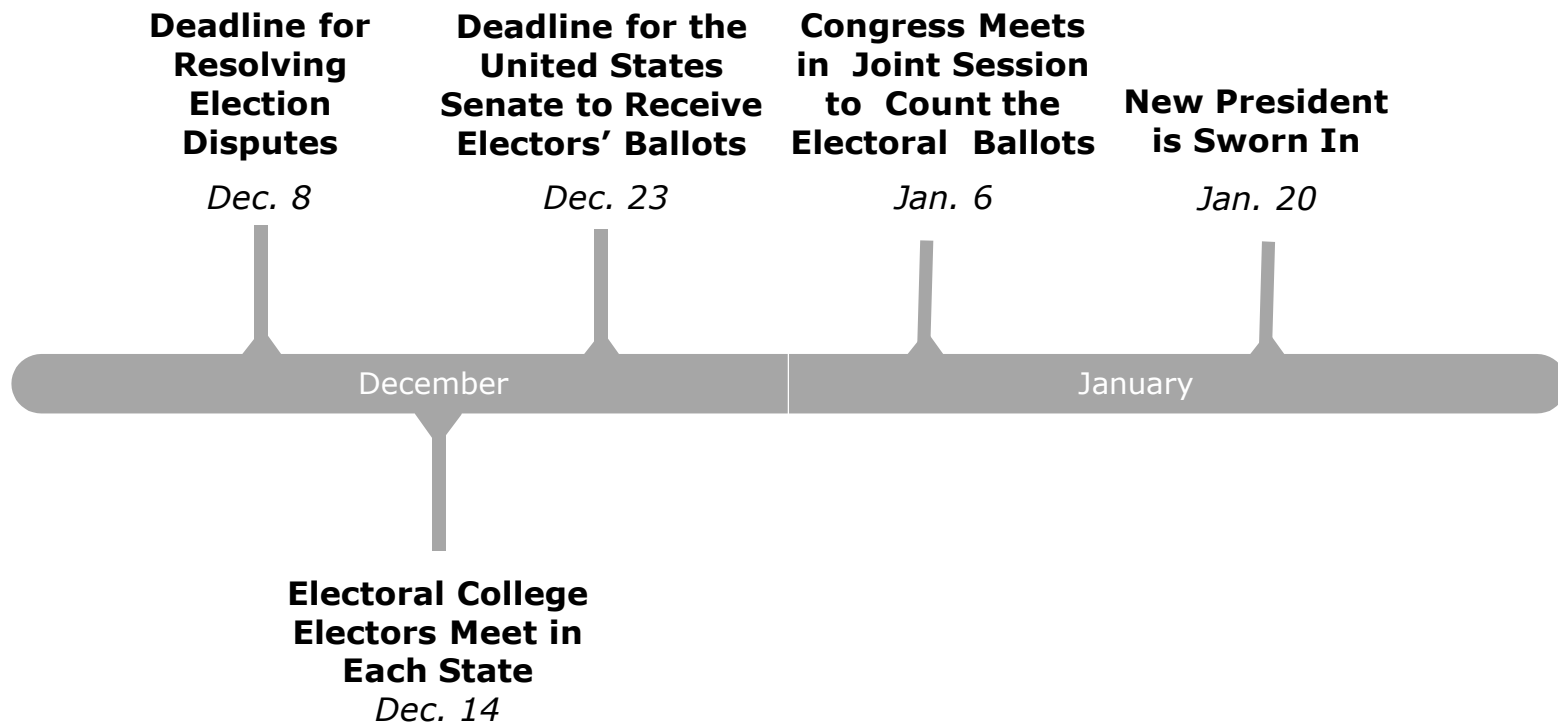 Deadline for
Resolving
Election
Disputes
Dec. 8
Deadline for the
United States
Senate to Receive
Electors’ Ballots
Dec. 23
Congress Meets
in Joint Session
to Count the
Electoral Ballots
Jan. 6
New President
is Sworn In
Jan. 20
December
January
Electoral College
Electors Meet in
Each State
Dec. 14